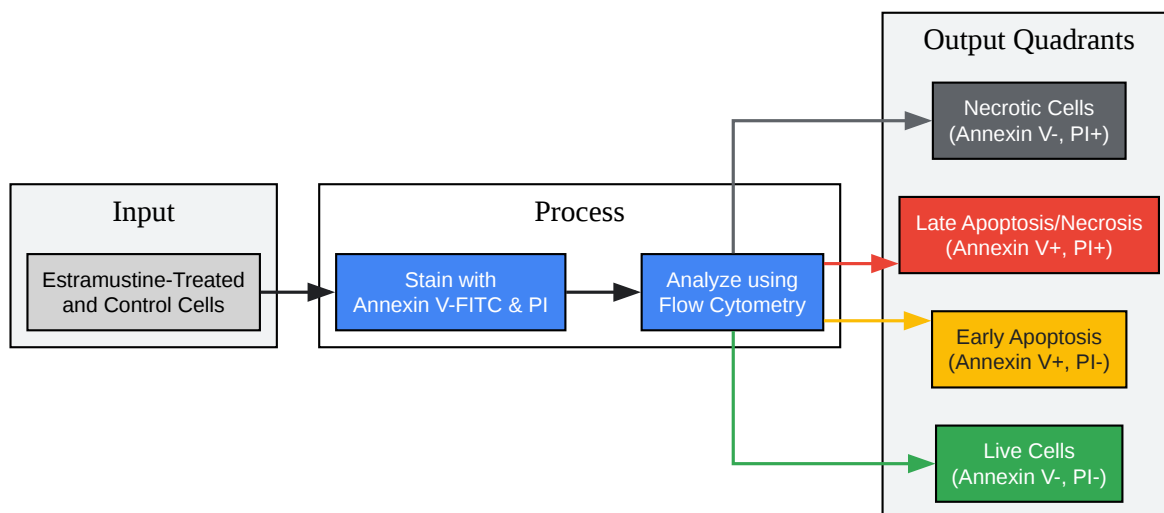 Input
Estramustine-Treated
and Control Cells
Process
Stain with
Annexin V-FITC & PI
Analyze using
Flow Cytometry
Output Quadrants
Necrotic Cells
(Annexin V-, PI+)
Late Apoptosis/Necrosis
(Annexin V+, PI+)
Early Apoptosis
(Annexin V+, PI-)
Live Cells
(Annexin V-, PI-)